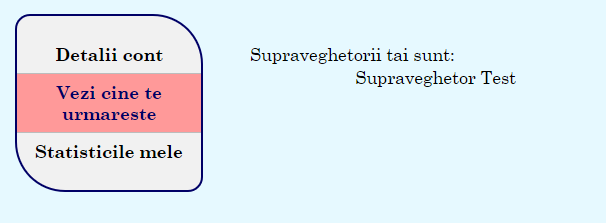 Detalii cont
Vezi cine te
urmareste
Statisticile mele
Supraveghetorii tai sunt:
Supraveghetor Test